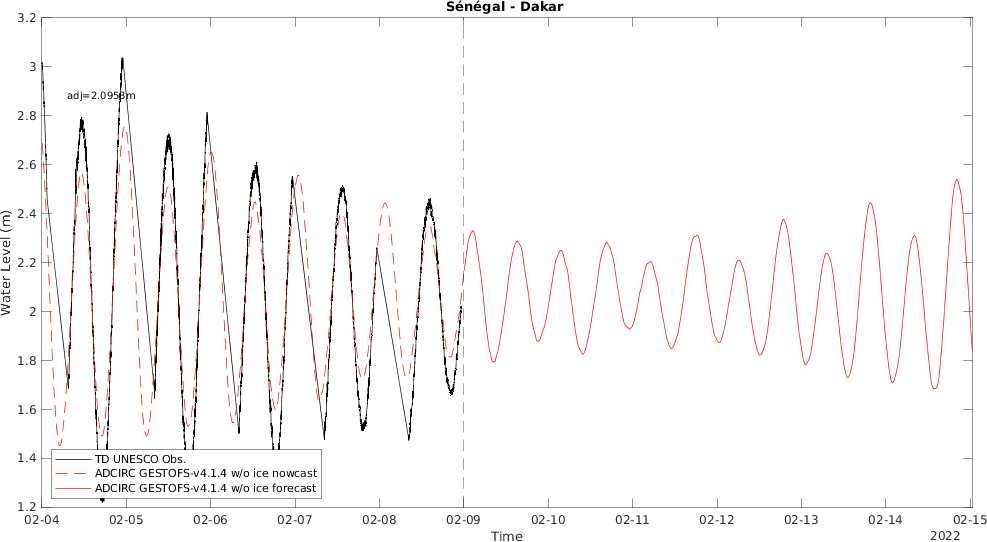 Sénégal - Dakar
3.2
3
2.8
2.6
2.4
2.2
2
1.8
1.6
1.4
1.2
Water Level (m)
adj=2.0958m
TD UNESCO Obs.
ADCIRC GESTOFS-v4.1.4 w/o ice nowcast
ADCIRC GESTOFS-v4.1.4 w/o ice forecast
02-04 02-05 02-06 02-07 02-08 02-09 02-10 02-11 02-12 02-13 02-14 02-15
Time
2022